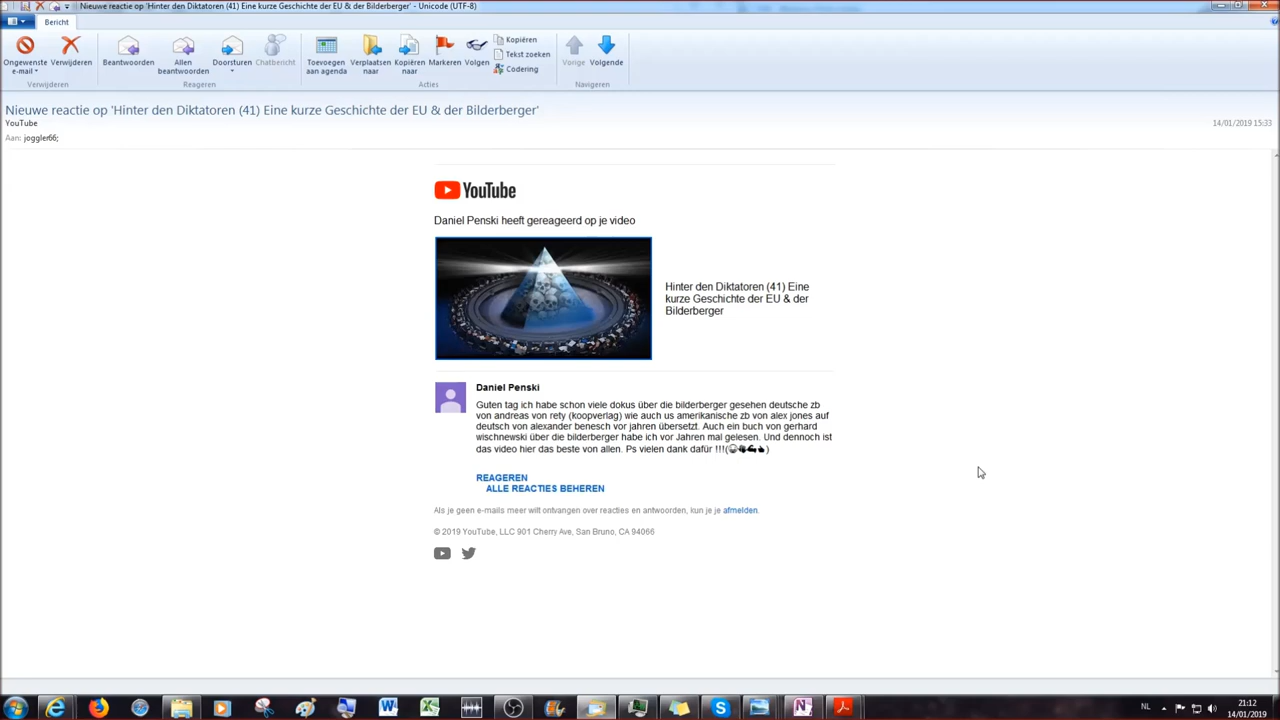 Nieuwe reactie op 'Hinter den Diktatoren (41) Eine kurze Geschichte der EU & der Bilderberger' - Unicode (UTF-8)
Bericht
Ongewenste e-mail
Verwijderen
Beantwoorden
Allen beantwoorden
Doorsturen
Chatbericht
Toevoegen aan agenda
Verplaatsen naar
Kopiëren naar
Markeren
Volgen
Kopiëren
Tekst zoeken
Codering
Vorige
Volgende
Verwijderen
Reageren
Acties
Navigeren
Nieuwe reactie op 'Hinter den Diktatoren (41) Eine kurze Geschichte der EU & der Bilderberger'
YouTube
14/01/2019 15:33
Aan: joggler66;
YouTube
Daniel Penski heeft gereageerd op je video
Hinter den Diktatoren (41) Eine
kurze Geschichte der EU & der
Bilderberger
Daniel Penski
Guten tag ich habe schon viele dokus über die bilderberger gesehen deutsche zb
von andreas von rety (koopverlag) wie auch us amerikanische zb von alex jones auf
deutsch von alexander benesch vor jahren übersetzt. Auch ein buch von gerhard
wischnewski über die bilderberger habe ich vor Jahren mal gelesen. Und dennoch ist
das video hier das beste von allen. Ps vielen dank dafür !!!(😀👏💪👍)
REAGEREN
ALLE REACTIES BEHEREN
Als je geen e-mails meer wilt ontvangen over reacties en antwoorden, kun je je afmelden.
© 2019 YouTube, LLC 901 Cherry Ave, San Bruno, CA 94066
NL
21:12
14/01/2019